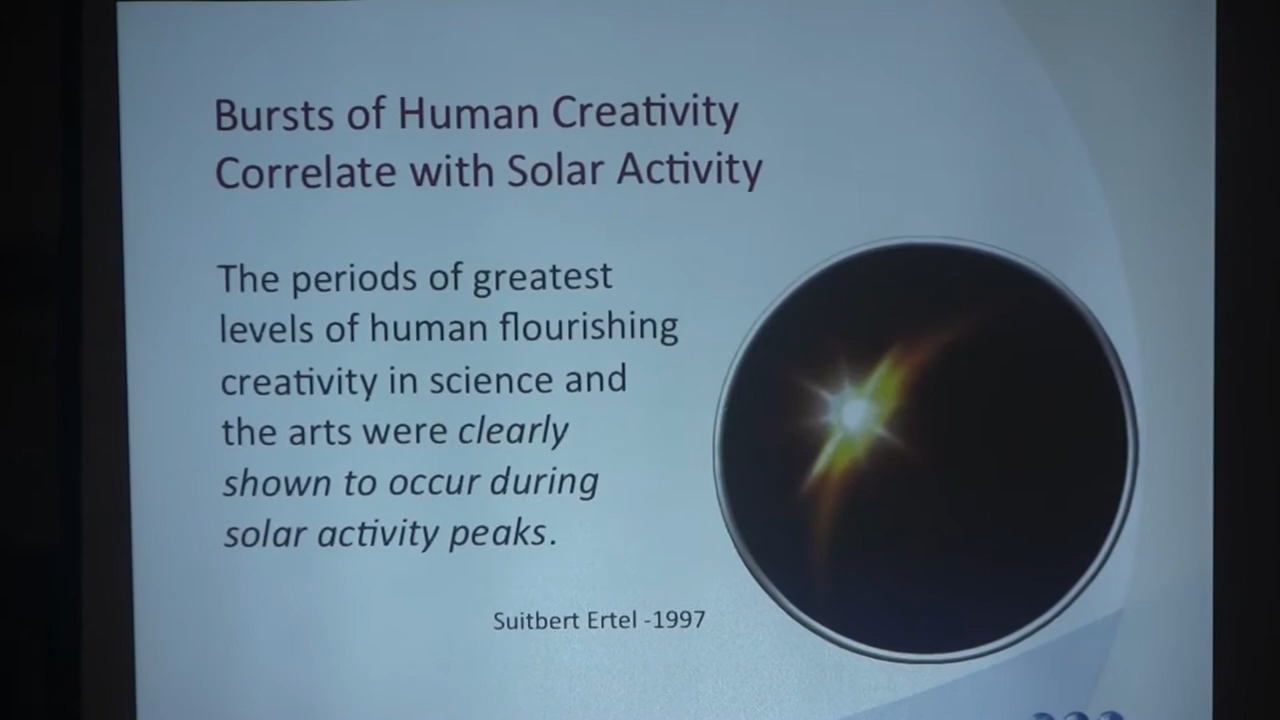 Bursts of Human Creativity
Correlate with Solar Activity
The periods of greatest
levels of human flourishing
creativity in science and
the arts were clearly
shown to occur during
solar activity peaks.
Suitbert Ertel -1997